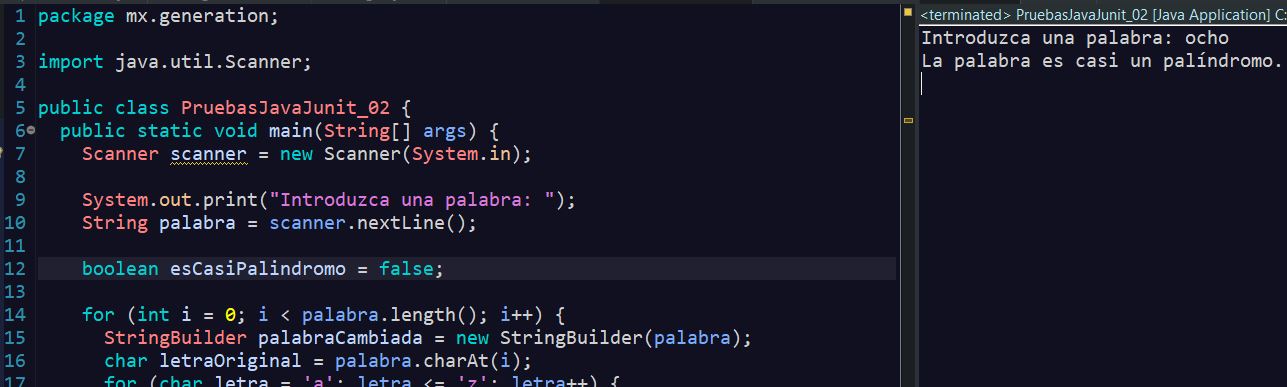 1 package mx.generation;
2
3 import java.util.Scanner;
4
5 public class PruebasJavaJunit_02 {
6 public static void main(String[] args) {
7 Scanner scanner = new Scanner(System.in);
8
9 System.out.print("Introduzca una palabra: ");
10 String palabra = scanner.nextLine();
11
12 boolean esCasiPalindromo = false;
13
14 for (int i = 0; i < palabra.length(); i++) {
15 StringBuilder palabraCambiada = new StringBuilder(palabra);
16 char letraOriginal = palabra.charAt(i);
17 for (char letra = 'a'; letra <= 'z'; letra++) {
<terminated> PruebasJavaJunit_02 [Java Application] C:
Introduzca una palabra: ocho
La palabra es casi un palíndromo.